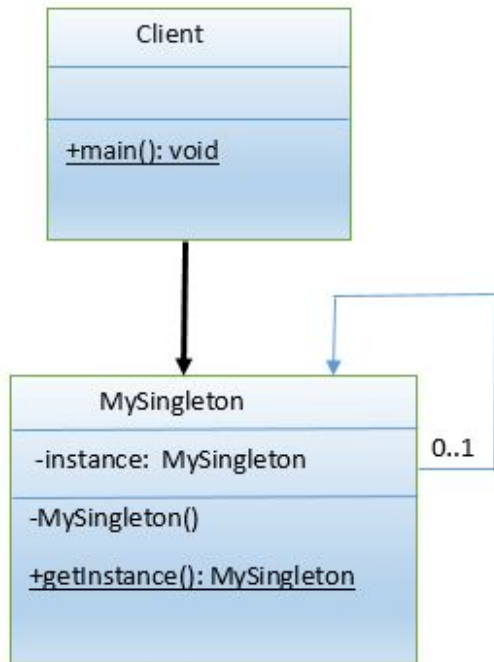 Client
+main(): void
MySingleton
-instance: MySingleton
0..1
-MySingleton()
+getInstance(): MySingleton